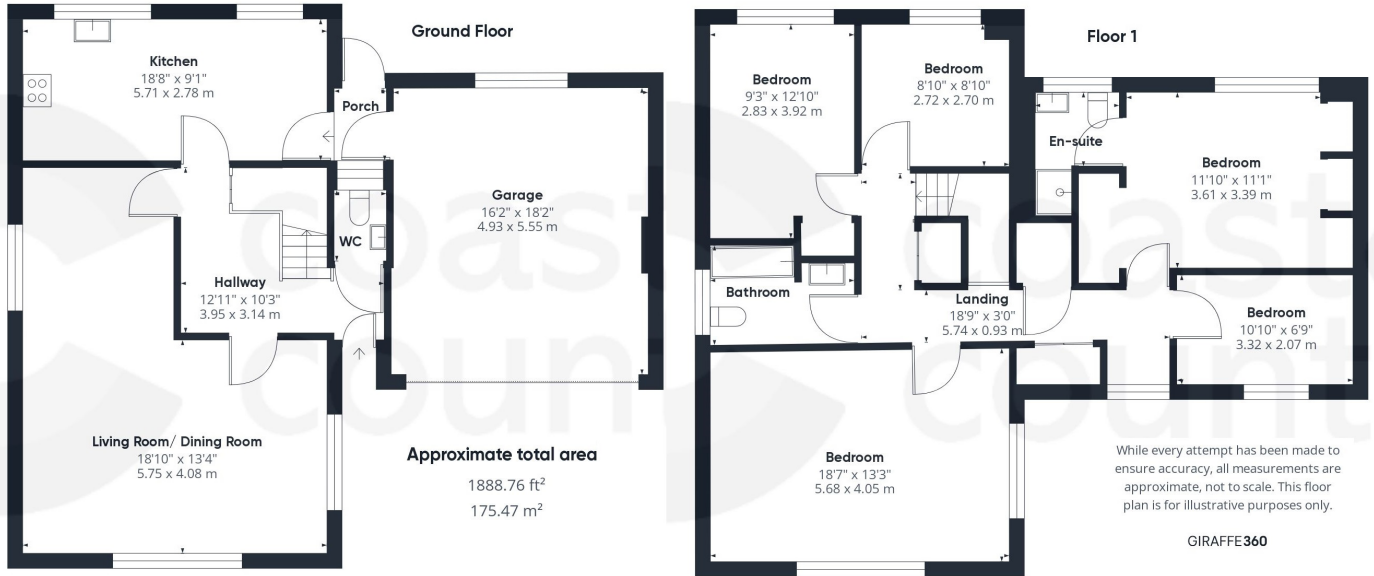 Ground Floor
Kitchen
18'8" x 9'1"
5.71 x 2.78 m
Porch
Garage
16'2" x 18'2"
4.93 x 5.55 m
WC
Hallway
12'11" x 10'3"
3.95 x 3.14 m
Living Room/ Dining Room
18'10" x 13'4"
5.75 x 4.08 m
Approximate total area
1888.76 ft²
175.47 m²
Floor 1
Bedroom
9'3" x 12'10"
2.83 x 3.92 m
Bedroom
8'10" x 8'10"
2.72 x 2.70 m
En-suite
Bedroom
11'10" x 11'1"
3.61 x 3.39 m
Bathroom
Landing
18'9" x 3'0"
5.74 x 0.93 m
Bedroom
10'10" x 6'9"
3.32 x 2.07 m
Bedroom
18'7" x 13'3"
5.68 x 4.05 m
While every attempt has been made to
ensure accuracy, all measurements are
approximate, not to scale. This floor
plan is for illustrative purposes only.
GIRAFFE360
coast
count
coast
count